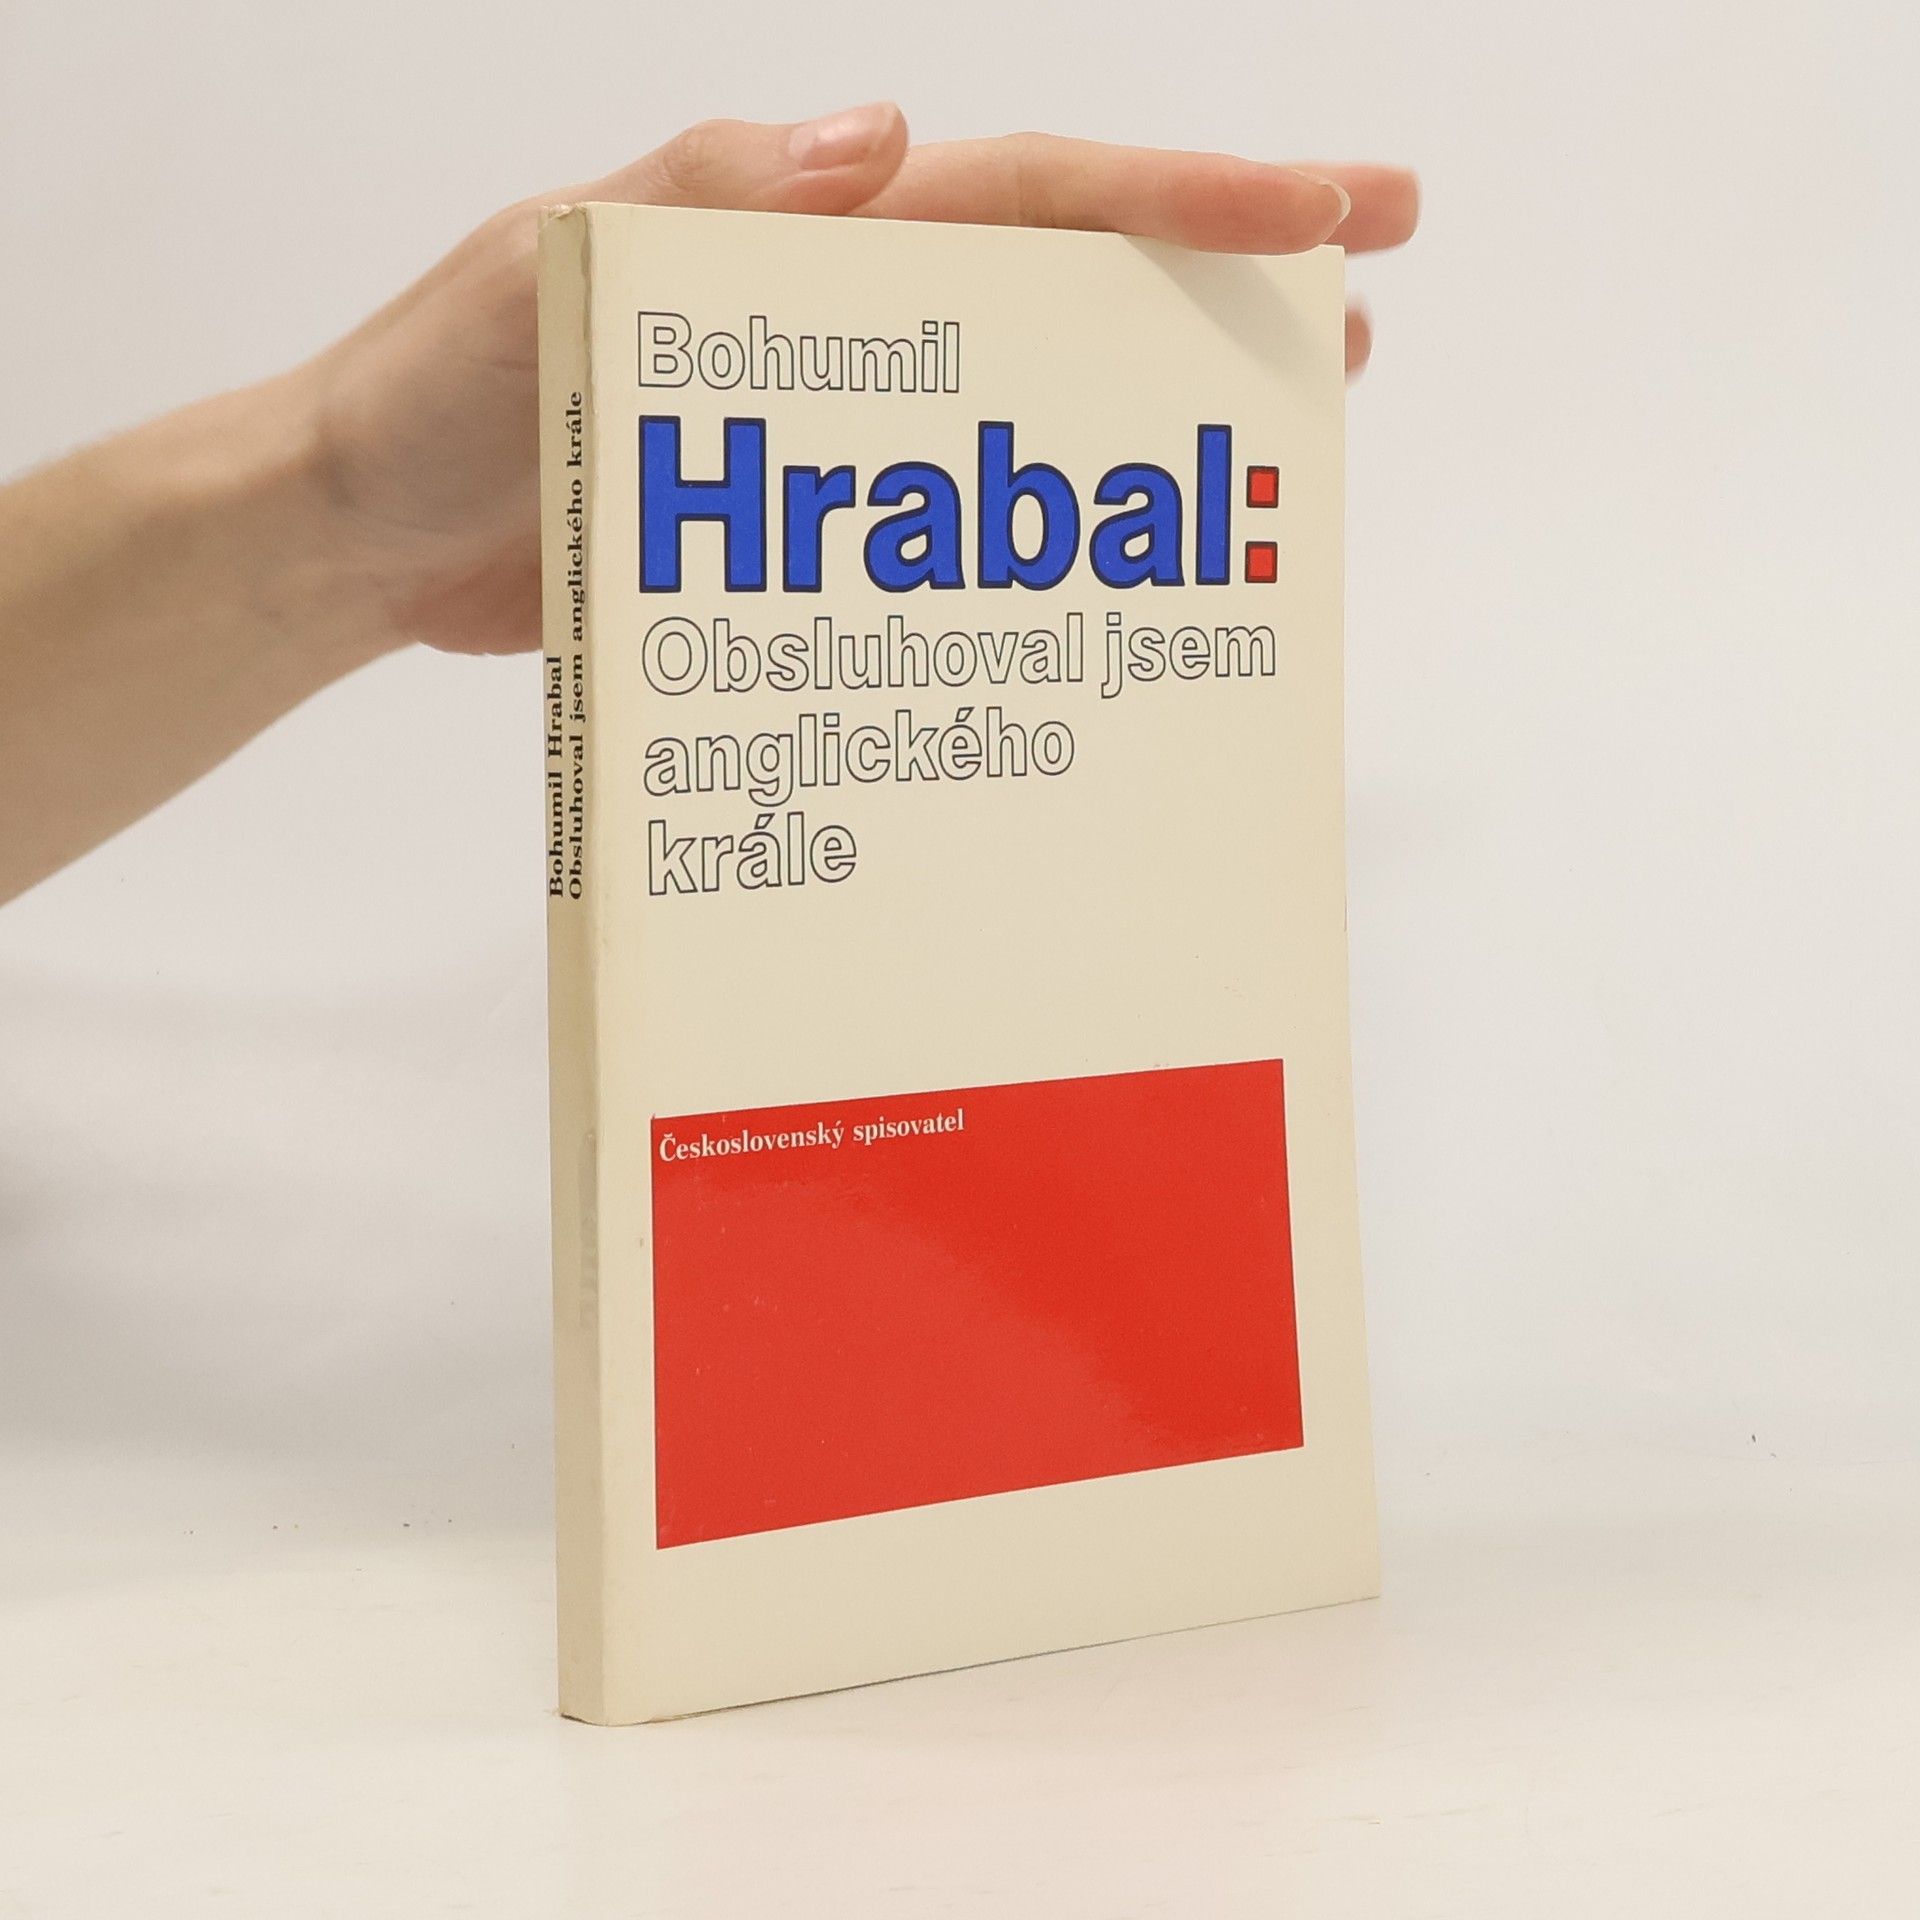 Bohumil
Hrabal:
Obsluhoval jsem
anglického
krále
Československý spisovatel
Bohumil Hrabal
Obsluhoval jsem anglického krále